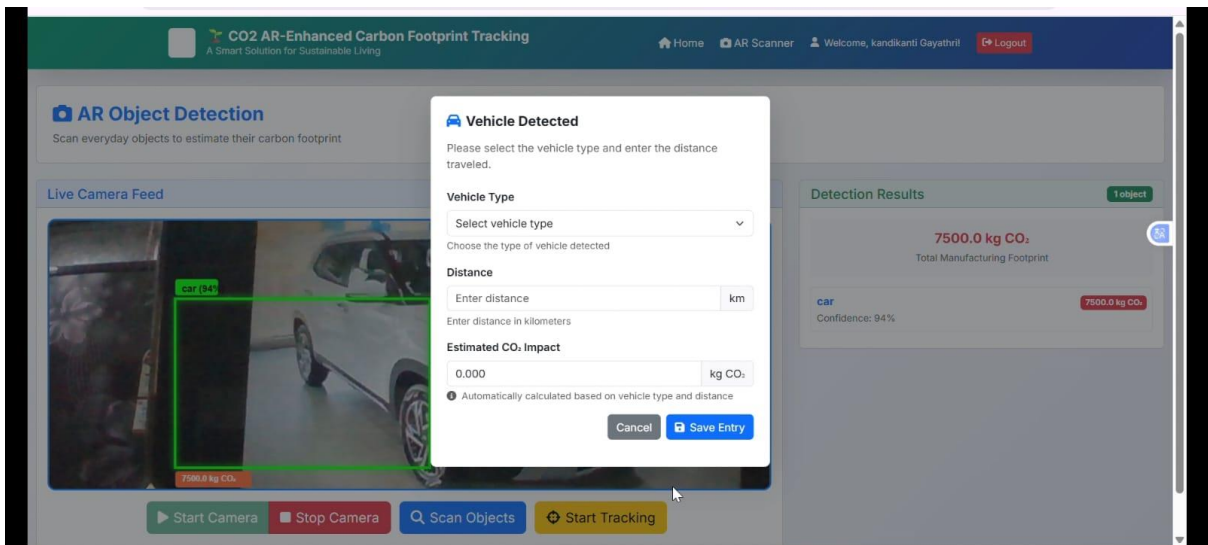 CO2 AR-Enhanced Carbon Footprint Tracking
A Smart Solution for Sustainable Living
Home
AR Scanner
Welcome, kandikanti Gayathri!
Logout
AR Object Detection
Scan everyday objects to estimate their carbon footprint
Live Camera Feed
car (94%
7500.0 kg CO₂
Start Camera
Stop Camera
Scan Objects
Start Tracking
Vehicle Detected
Please select the vehicle type and enter the distance
traveled.
Vehicle Type
Select vehicle type
Choose the type of vehicle detected
Distance
Enter distance
km
Enter distance in kilometers
Estimated CO₂ Impact
0.000
kg CO₂
Automatically calculated based on vehicle type and distance
Cancel
Save Entry
Detection Results
1 object
7500.0 kg CO₂
Total Manufacturing Footprint
car
7500.0 kg CO₂
Confidence: 94%